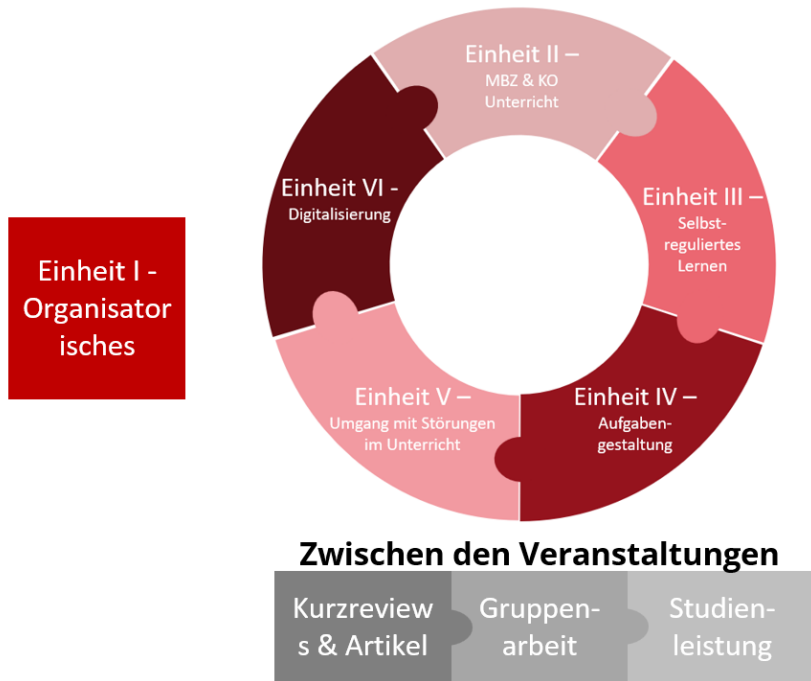 Einheit I -
Organisator
isches
Einheit II –
MBZ & KO
Unterricht
Einheit III –
Selbst-
reguliertes
Lernen
Einheit IV –
Aufgaben-
gestaltung
Einheit V –
Umgang mit Störungen
im Unterricht
Einheit VI -
Digitalisierung
Zwischen den Veranstaltungen
Kurzreview
s & Artikel
Gruppen-
arbeit
Studien-
leistung